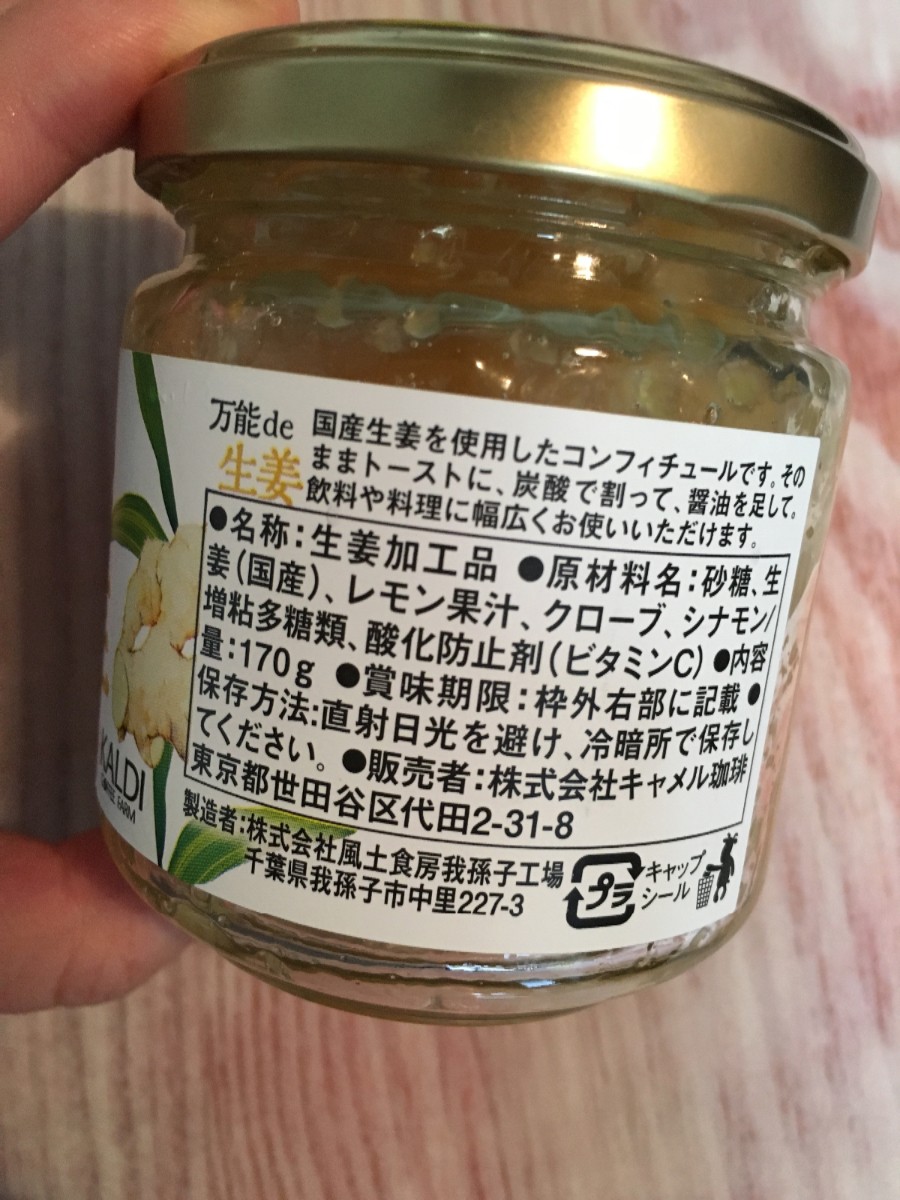 万能de
生姜
国産生姜を使用したコンフィチュールです。その
ままトーストに、炭酸で割って、醤油を足して。
飲料や料理に幅広くお使いいただけます。
●名称:生姜加工品 ●原材料名:砂糖、生
姜(国産)、レモン果汁、クローブ、シナモン/
増粘多糖類、酸化防止剤(ビタミンC) ●内容
量:170g ●賞味期限:枠外右部に記載 ●
保存方法:直射日光を避け、冷暗所で保存し
てください。 ●販売者:株式会社キャメル珈琲
東京都世田谷区代田2-31-8
製造者:株式会社風土食房我孫子工場
千葉県我孫子市中里227-3
プラ
キャップ
シール
KALDI
COFFEE FARM